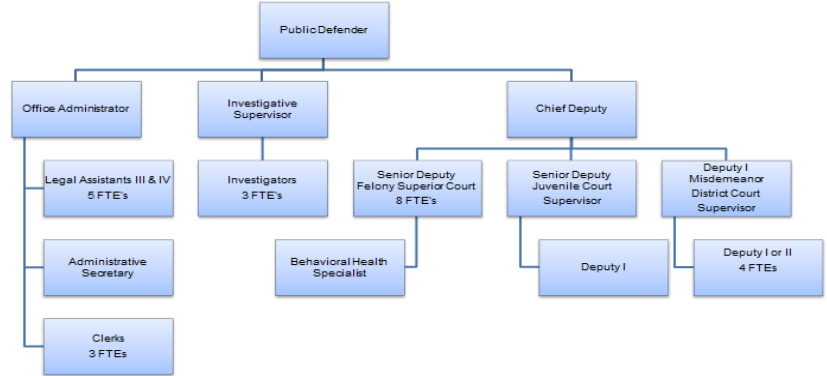 Public Defender
Office Administrator
Investigative
Supervisor
Chief Deputy
Legal Assistants III & IV
5 FTE's
Investigators
3 FTE's
Senior Deputy
Felony Superior Court
8 FTE's
Senior Deputy
Juvenile Court
Supervisor
Deputy I
Misdemeanor
District Court
Supervisor
Administrative
Secretary
Behavioral Health
Specialist
Deputy I
Deputy I or II
4 FTEs
Clerks
3 FTEs